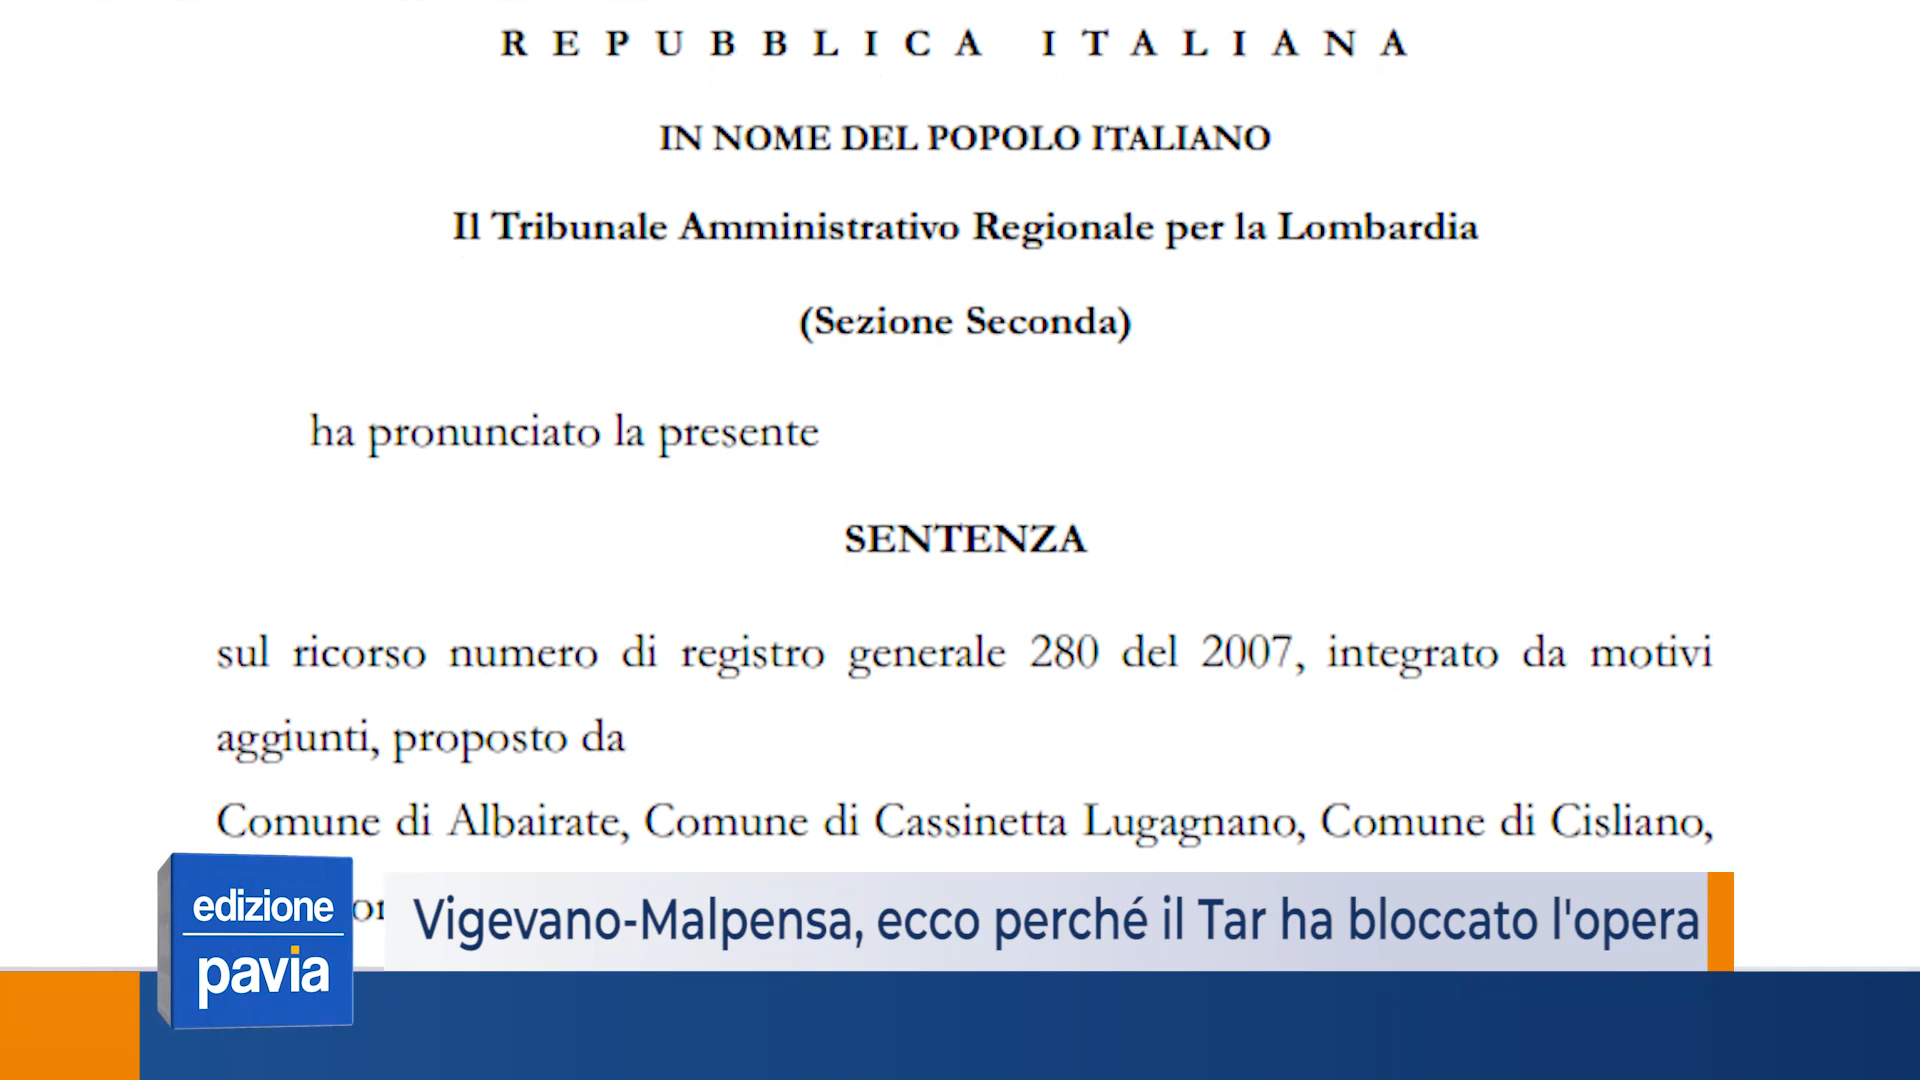 REPUBBLICA ITALIANA
IN NOME DEL POPOLO ITALIANO
Il Tribunale Amministrativo Regionale per la Lombardia
(Sezione Seconda)
ha pronunciato la presente
SENTENZA
sul ricorso numero di registro generale 280 del 2007, integrato da motivi
aggiunti, proposto da
Comune di Albairate, Comune di Cassinetta Lugagnano, Comune di Cisliano,
edizione
pavia
Vigevano-Malpensa, ecco perché il Tar ha bloccato l'opera